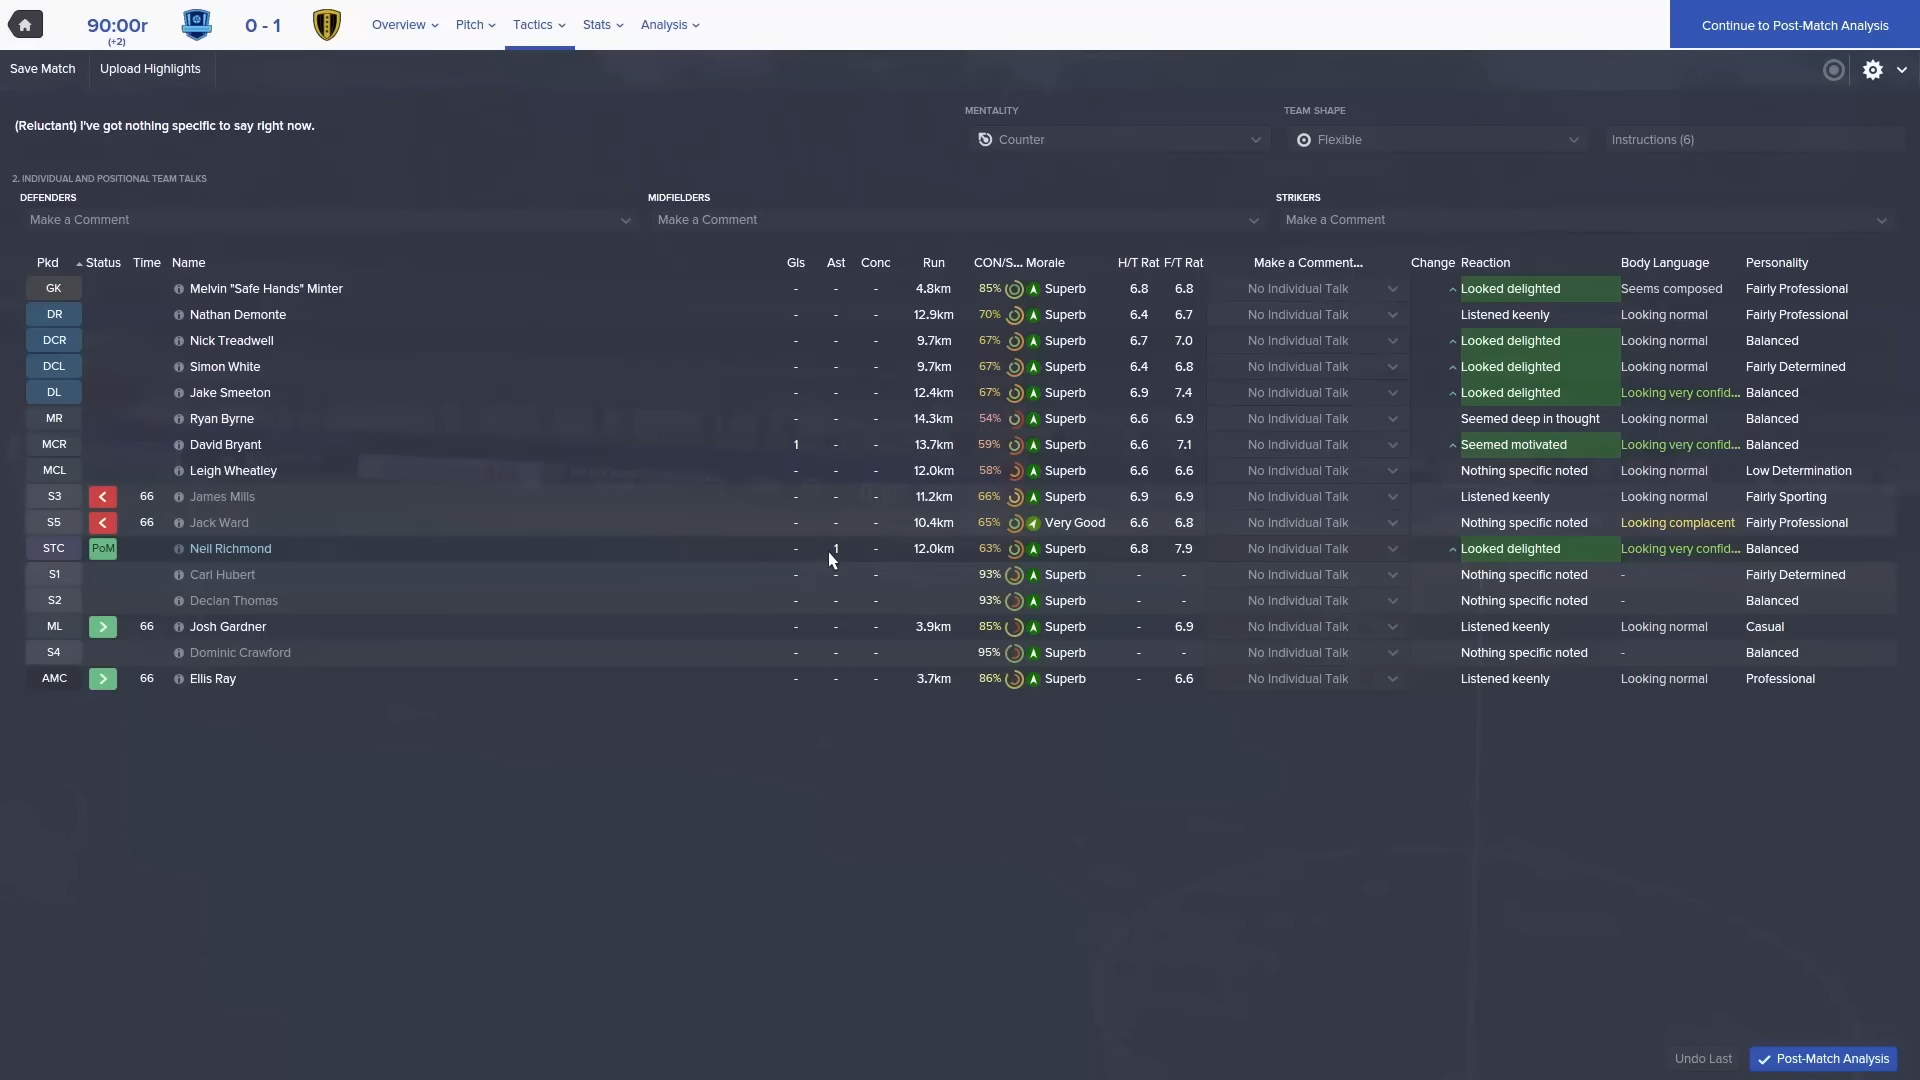 90:00r
(+2)
0 - 1
Overview Pitch Tactics Stats Analysis
Continue to Post-Match Analysis
Save Match Upload Highlights
(Reluctant) I've got nothing specific to say right now.
MENTALITY TEAM SHAPE
Counter Flexible Instructions (6)
2. INDIVIDUAL AND POSITIONAL TEAM TALKS
DEFENDERS MIDFIELDERS STRIKERS
Make a Comment Make a Comment Make a Comment
Pkd Status Time Name Gls Ast Conc Run CON/S... Morale H/T Rat F/T Rat Make a Comment... Change Reaction Body Language Personality
GK Melvin "Safe Hands" Minter - - - 4.8km 85% Superb 6.8 6.8 No Individual Talk Looked delighted Seems composed Fairly Professional
DR Nathan Demonte - - - 12.9km 70% Superb 6.4 6.7 No Individual Talk Listened keenly Looking normal Fairly Professional
DCR Nick Treadwell - - - 9.7km 67% Superb 6.7 7.0 No Individual Talk Looked delighted Looking normal Balanced
DCL Simon White - - - 9.7km 67% Superb 6.4 6.8 No Individual Talk Looked delighted Looking normal Fairly Determined
DL Jake Smeeton - - - 12.4km 67% Superb 6.9 7.4 No Individual Talk Looked delighted Looking very confid... Balanced
MR Ryan Byrne - - - 14.3km 54% Superb 6.6 6.9 No Individual Talk Seemed deep in thought Looking normal Balanced
MCR David Bryant 1 - - 13.7km 59% Superb 6.6 7.1 No Individual Talk Seemed motivated Looking very confid... Balanced
MCL Leigh Wheatley - - - 12.0km 58% Superb 6.6 6.6 No Individual Talk Nothing specific noted Looking normal Low Determination
S3 66 James Mills - - - 11.2km 66% Superb 6.9 6.9 No Individual Talk Listened keenly Looking normal Fairly Sporting
S5 66 Jack Ward - - - 10.4km 65% Very Good 6.6 6.8 No Individual Talk Nothing specific noted Looking complacent Fairly Professional
STC PoM Neil Richmond - 1 - 12.0km 63% Superb 6.8 7.9 No Individual Talk Looked delighted Looking very confid... Balanced
S1 Carl Hubert - - - 93% Superb - - No Individual Talk Nothing specific noted - Fairly Determined
S2 Declan Thomas - - - 93% Superb - - No Individual Talk Nothing specific noted - Balanced
ML 66 Josh Gardner - - - 3.9km 85% Superb - 6.9 No Individual Talk Listened keenly Looking normal Casual
S4 Dominic Crawford - - - 95% Superb - - No Individual Talk Nothing specific noted - Balanced
AMC 66 Ellis Ray - - - 3.7km 86% Superb - 6.6 No Individual Talk Listened keenly Looking normal Professional
Undo Last Post-Match Analysis